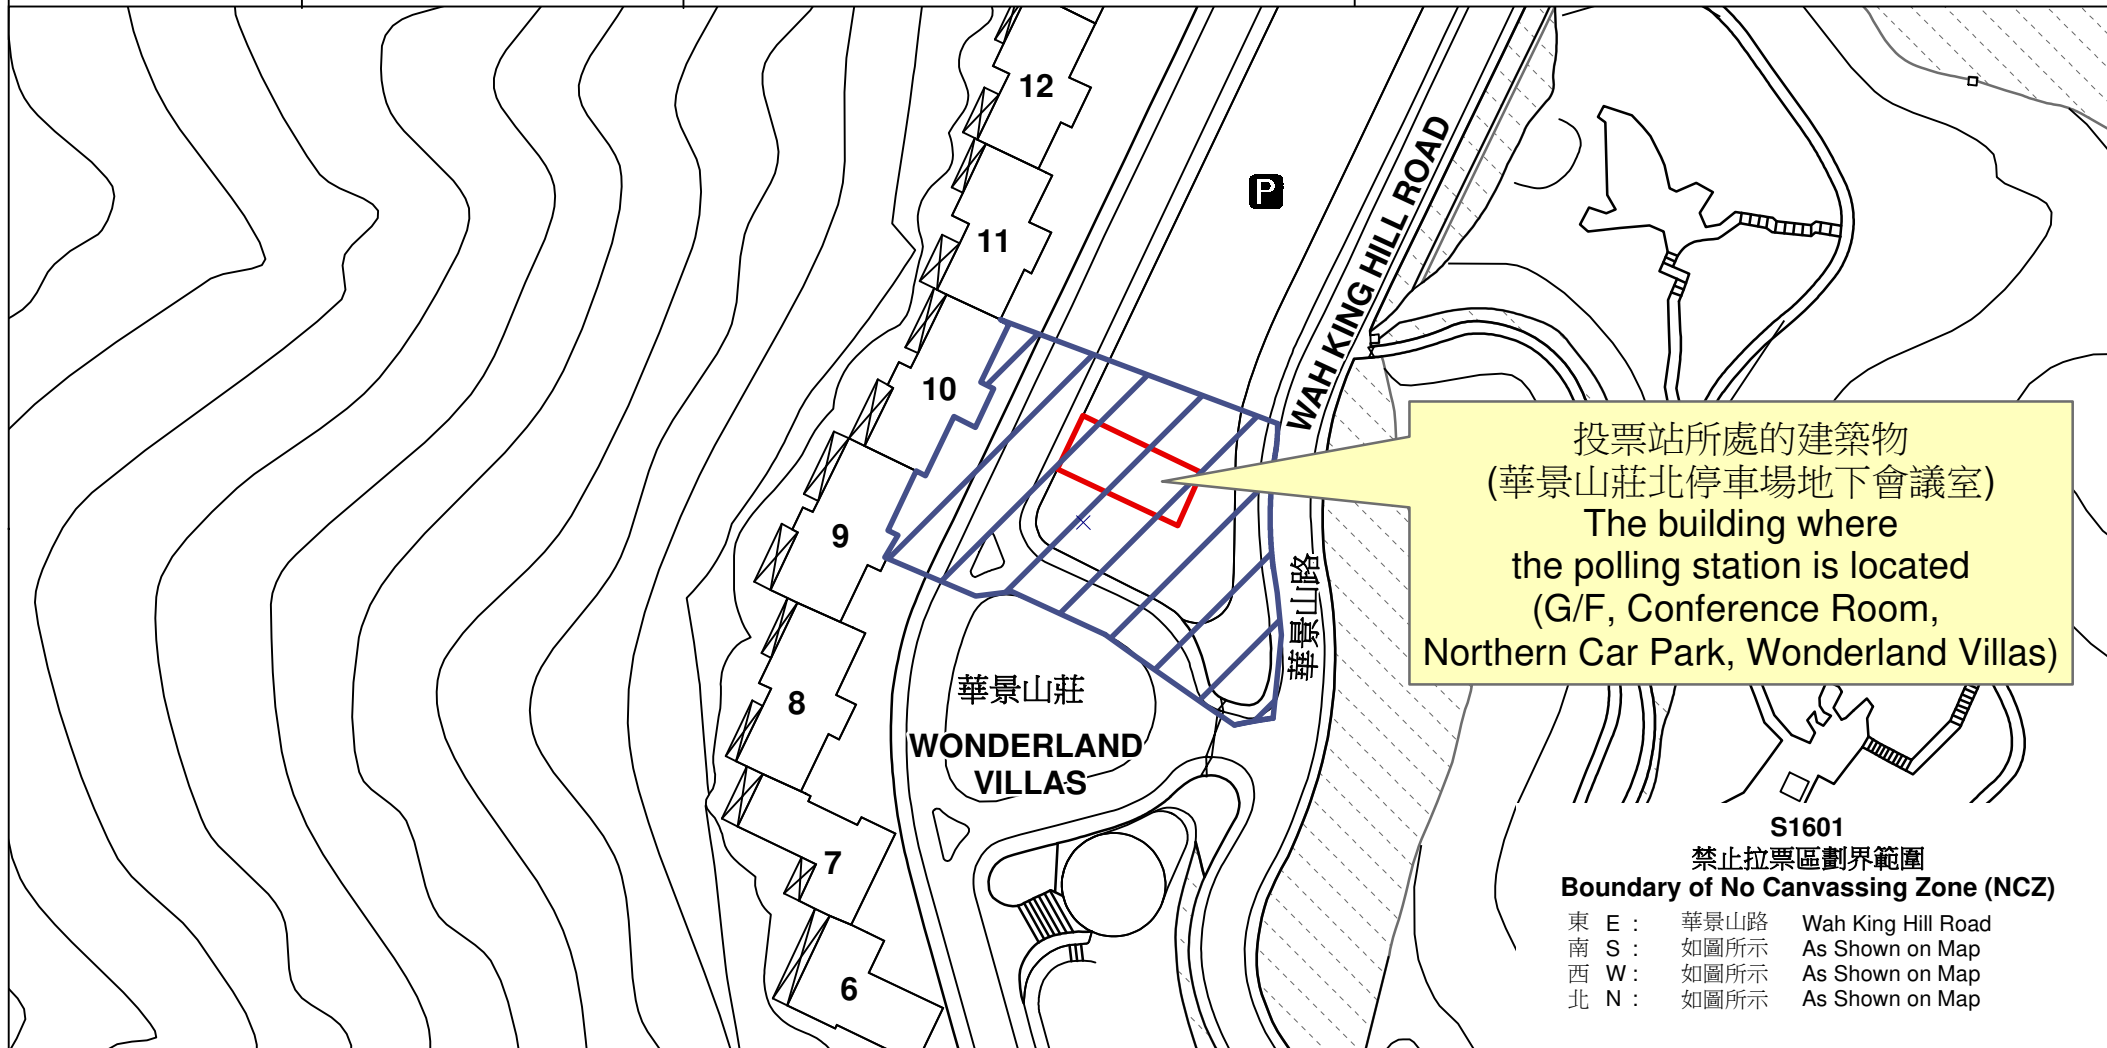 12
P
11
WAH KING HILL ROAD
10
投票站所處的建築物
(華景山莊北停車場地下會議室)
The building where
the polling station is located
(G/F, Conference Room,
Northern Car Park, Wonderland Villas)
9
華景山路
8
華景山莊
WONDERLAND
VILLAS
7
6
S1601
禁止拉票區劃界範圍
Boundary of No Canvassing Zone (NCZ)
東 E : 華景山路 Wah King Hill Road
南 S : 如圖所示 As Shown on Map
西 W : 如圖所示 As Shown on Map
北 N : 如圖所示 As Shown on Map